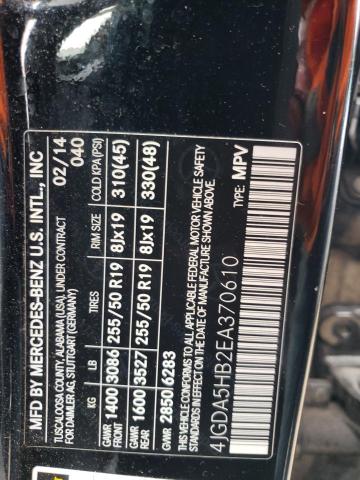 MFD BY MERCEDES-BENZ U.S. INTL., INC
TUSCALOOSA COUNTY, ALABAMA (USA), UNDER CONTRACT 02/14
FOR DAIMLER AG, STUTTGART (GERMANY) 040
KG LB TIRES RIM SIZE COLD KPA (PSI)
GAWR FRONT 1400 3086 255/50 R19 8Jx19 310(45)
GAWR REAR 1600 3527 255/50 R19 8Jx19 330(48)
GVWR 2850 6283
THIS VEHICLE CONFORMS TO ALL APPLICABLE FEDERAL MOTOR VEHICLE SAFETY
STANDARDS IN EFFECT ON THE DATE OF MANUFACTURE SHOWN ABOVE.
4JGDA5HB2EA370610 TYPE: MPV